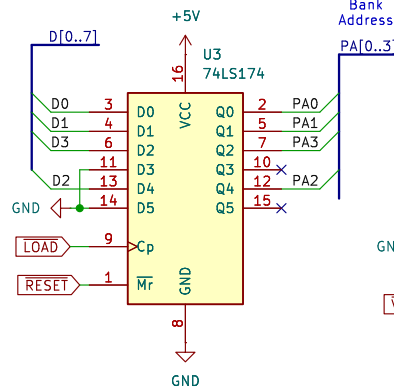 Bank
Address
+5V
D[0..7]
PA[0..3]
U3
74LS174
16
VCC
D0 3 D0 Q0 2 PA0
D1 4 D1 Q1 5 PA1
D3 6 D2 Q2 7 PA3
11 D3 Q3 10
D2 13 D4 Q4 12 PA2
GND 14 D5 Q5 15
LOAD 9 Cp
RESET 1 Mr
GND
8
GND